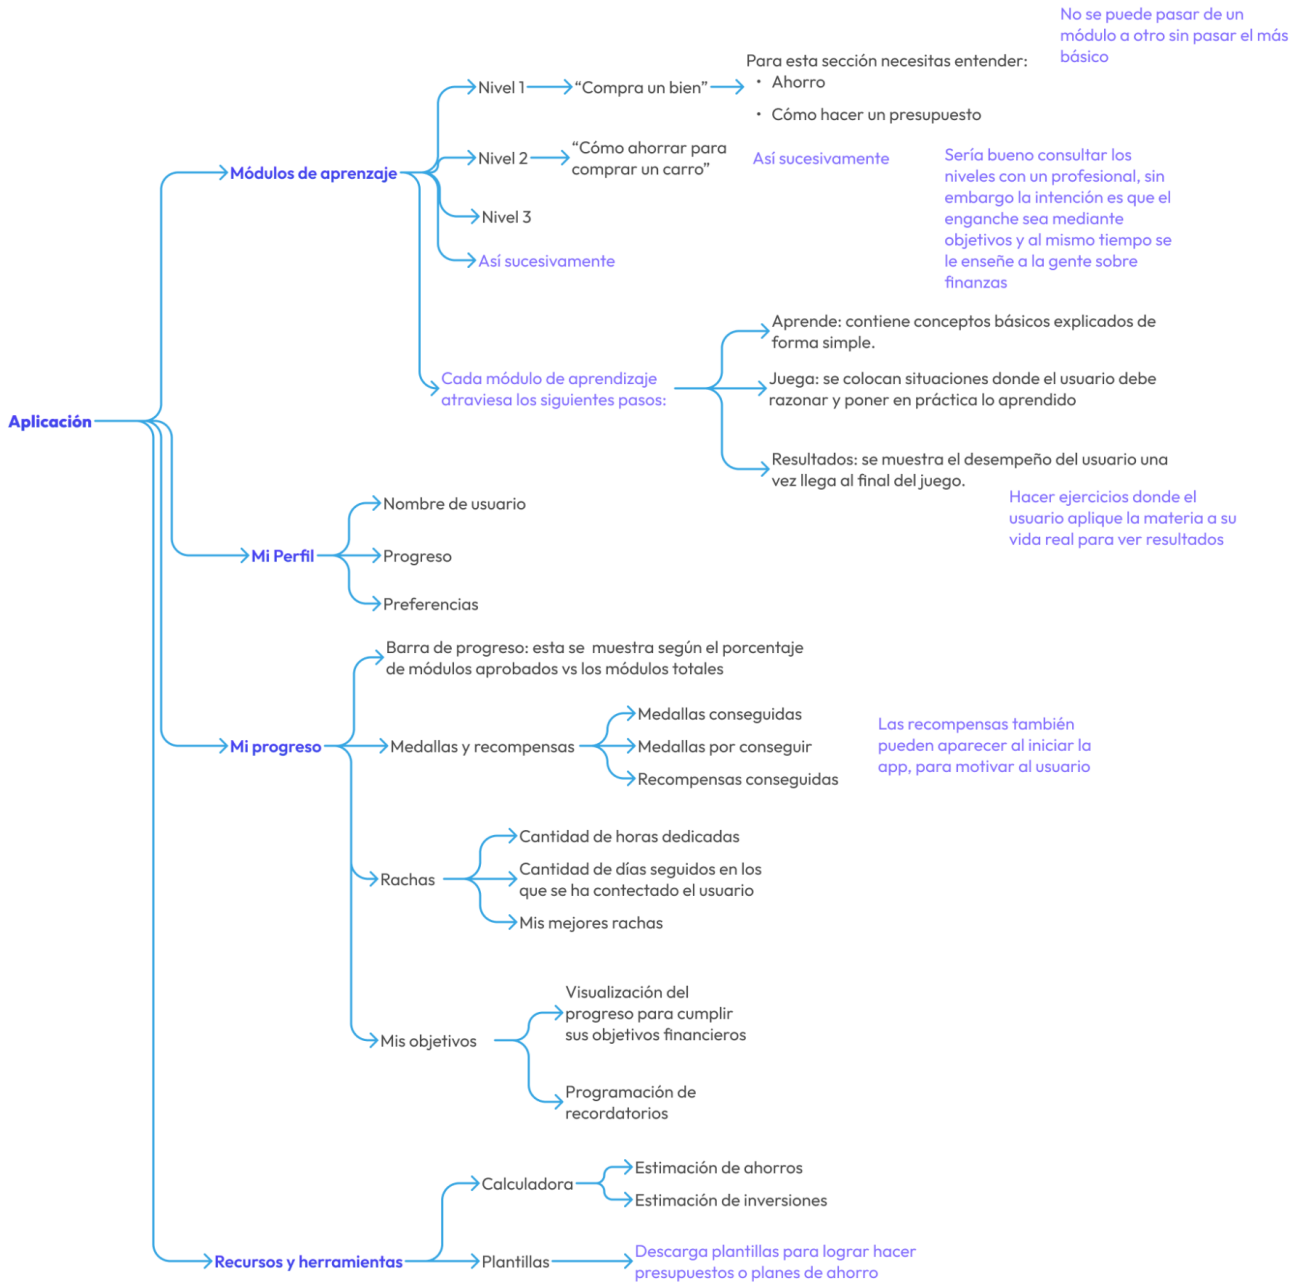 No se puede pasar de un
módulo a otro sin pasar el más
básico
Para esta sección necesitas entender:
• Ahorro
• Cómo hacer un presupuesto
Nivel 1
“Compra un bien”
Nivel 2
“Cómo ahorrar para
comprar un carro”
Así sucesivamente
Sería bueno consultar los
niveles con un profesional, sin
embargo la intención es que el
enganche sea mediante
objetivos y al mismo tiempo se
le enseñe a la gente sobre
finanzas
Módulos de aprenzaje
Nivel 3
Así sucesivamente
Cada módulo de aprendizaje
atraviesa los siguientes pasos:
Aprende: contiene conceptos básicos explicados de
forma simple.
Juega: se colocan situaciones donde el usuario debe
razonar y poner en práctica lo aprendido
Resultados: se muestra el desempeño del usuario una
vez llega al final del juego.
Hacer ejercicios donde el
usuario aplique la materia a su
vida real para ver resultados
Aplicación
Mi Perfil
Nombre de usuario
Progreso
Preferencias
Mi progreso
Barra de progreso: esta se  muestra según el porcentaje
de módulos aprobados vs los módulos totales
Medallas y recompensas
Medallas conseguidas
Medallas por conseguir
Recompensas conseguidas
Las recompensas también
pueden aparecer al iniciar la
app, para motivar al usuario
Rachas
Cantidad de horas dedicadas
Cantidad de días seguidos en los
que se ha contectado el usuario
Mis mejores rachas
Mis objetivos
Visualización del
progreso para cumplir
sus objetivos financieros
Programación de
recordatorios
Recursos y herramientas
Calculadora
Estimación de ahorros
Estimación de inversiones
Plantillas
Descarga plantillas para lograr hacer
presupuestos o planes de ahorro